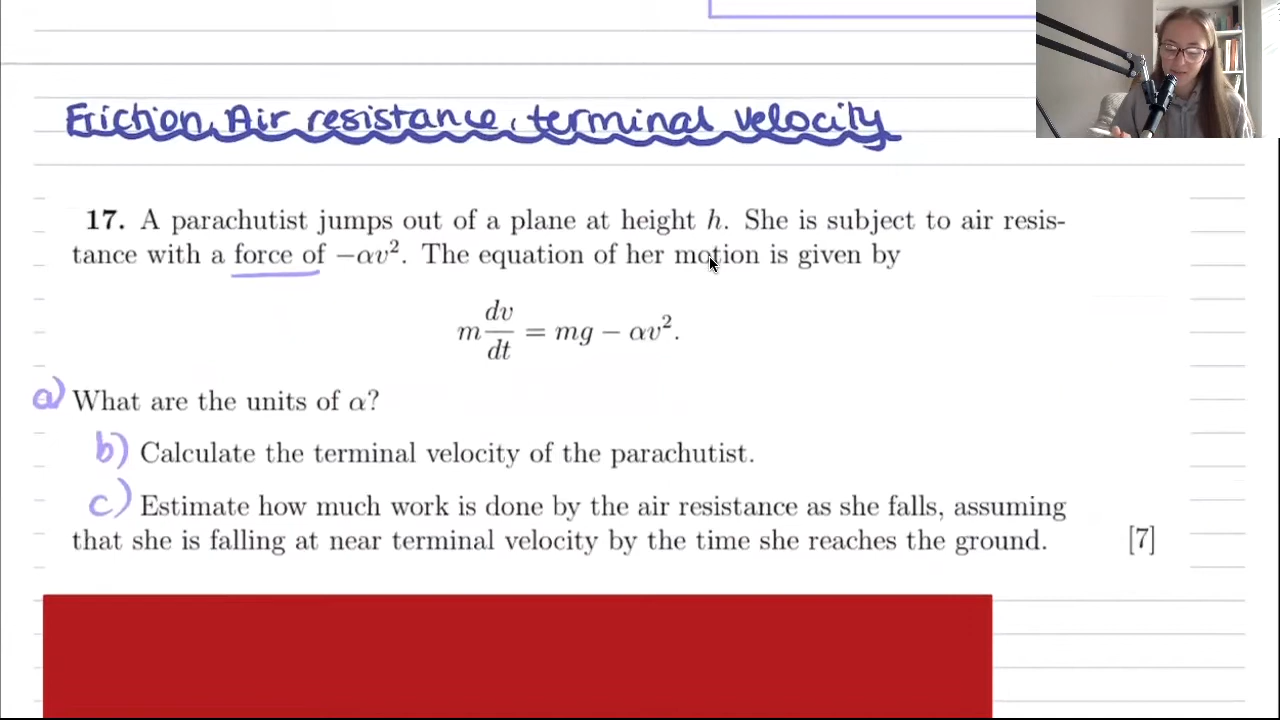 Friction, Air resistance, terminal velocity
17. A parachutist jumps out of a plane at height h. She is subject to air resis-
tance with a force of −αv². The equation of her motion is given by
m dv/dt = mg − αv².
a) What are the units of α?
b) Calculate the terminal velocity of the parachutist.
c) Estimate how much work is done by the air resistance as she falls, assuming
that she is falling at near terminal velocity by the time she reaches the ground. [7]